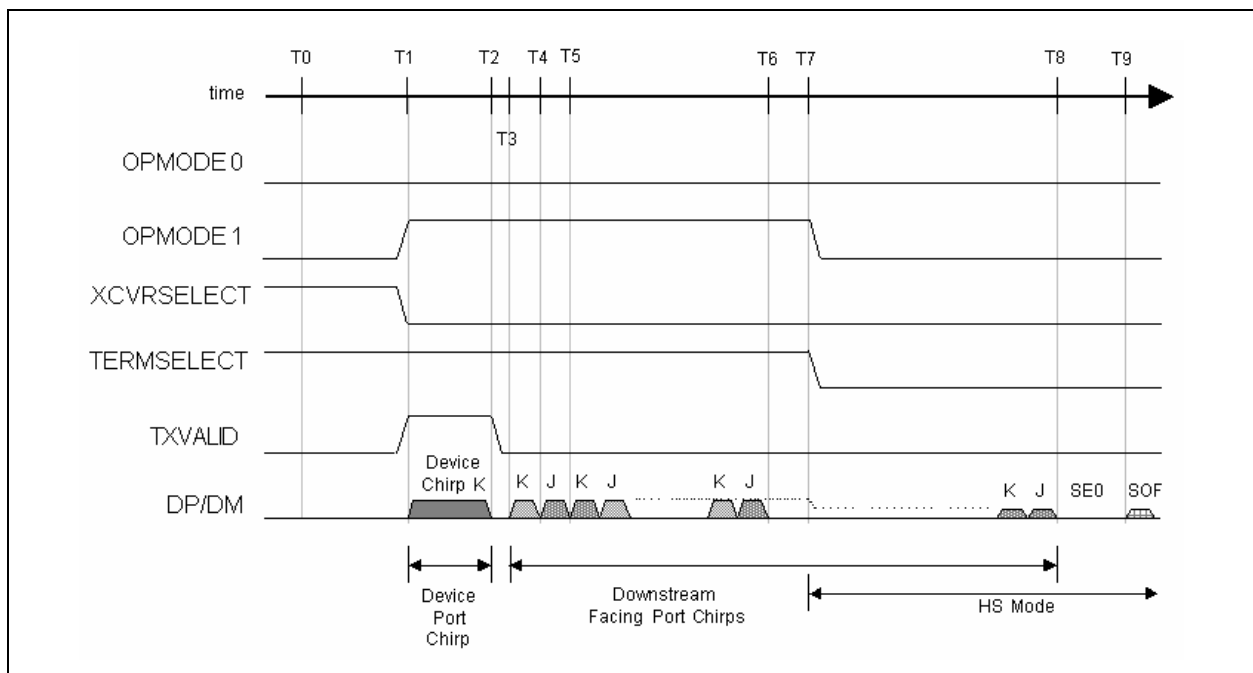 T0 T1 T2 T4 T5 T6 T7 T8 T9
time
T3
OPMODE 0
OPMODE 1
XCVRSELECT
TERMSELECT
TXVALID
Device
Chirp K
K J K J K J K J SE0 SOF
DP/DM
Device
Port
Chirp
Downstream
Facing Port Chirps
HS Mode